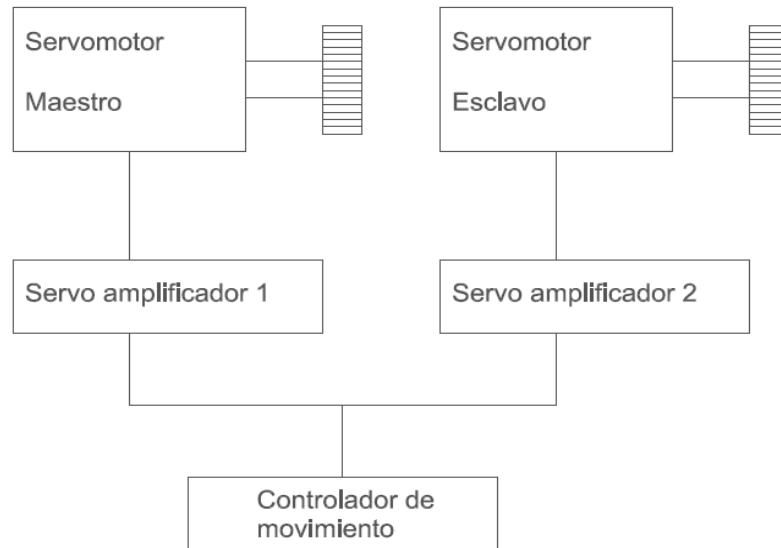 Servomotor
Maestro
Servomotor
Esclavo
Servo amplificador 1
Servo amplificador 2
Controlador de
movimiento